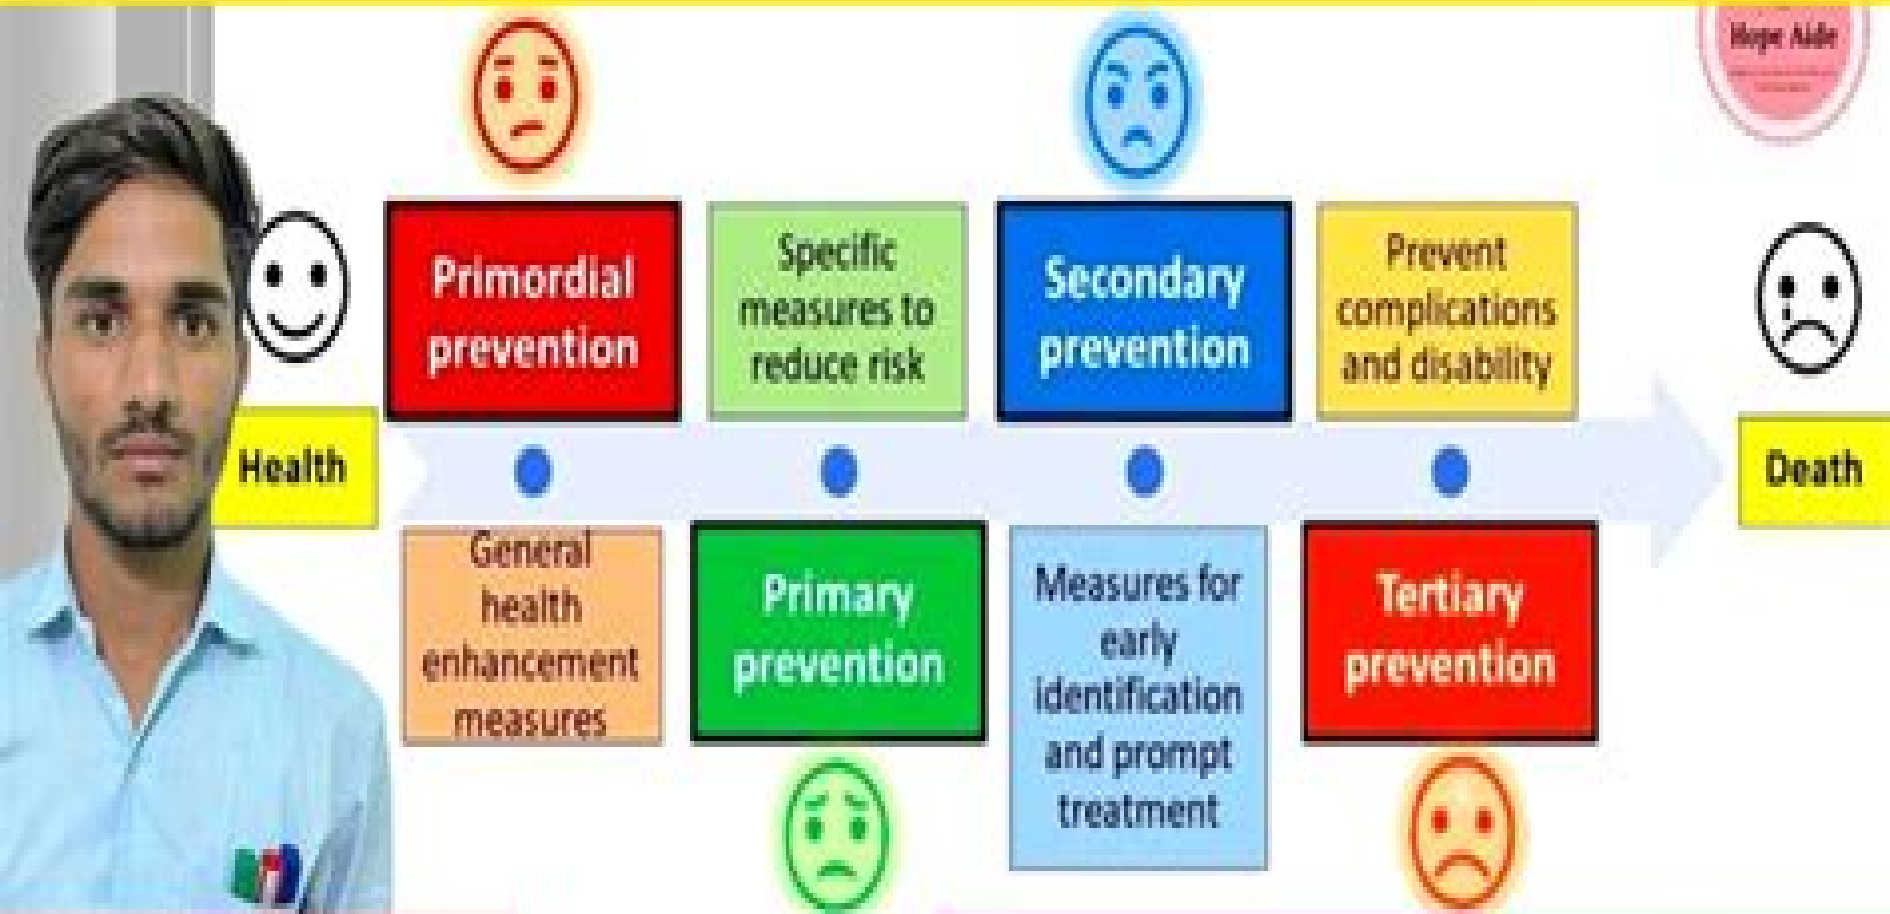 Hope Aide
Primordial
prevention
Specific
measures to
reduce risk
Secondary
prevention
Prevent
complications
and disability
Health
Death
General
health
enhancement
measures
Primary
prevention
Measures for
early
identification
and prompt
treatment
Tertiary
prevention